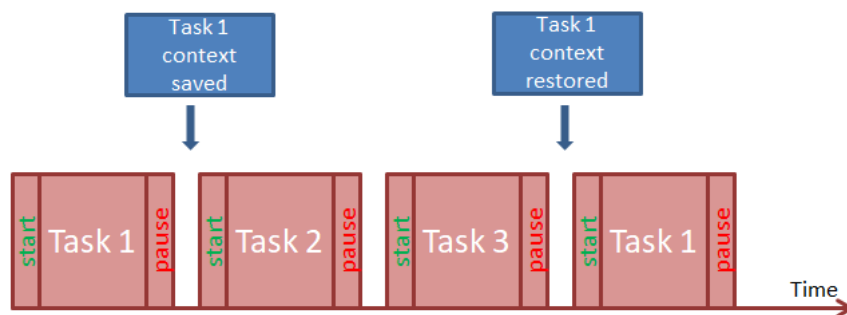 Task 1
context
saved
Task 1
context
restored
start
Task 1
pause
start
Task 2
pause
start
Task 3
pause
start
Task 1
pause
Time